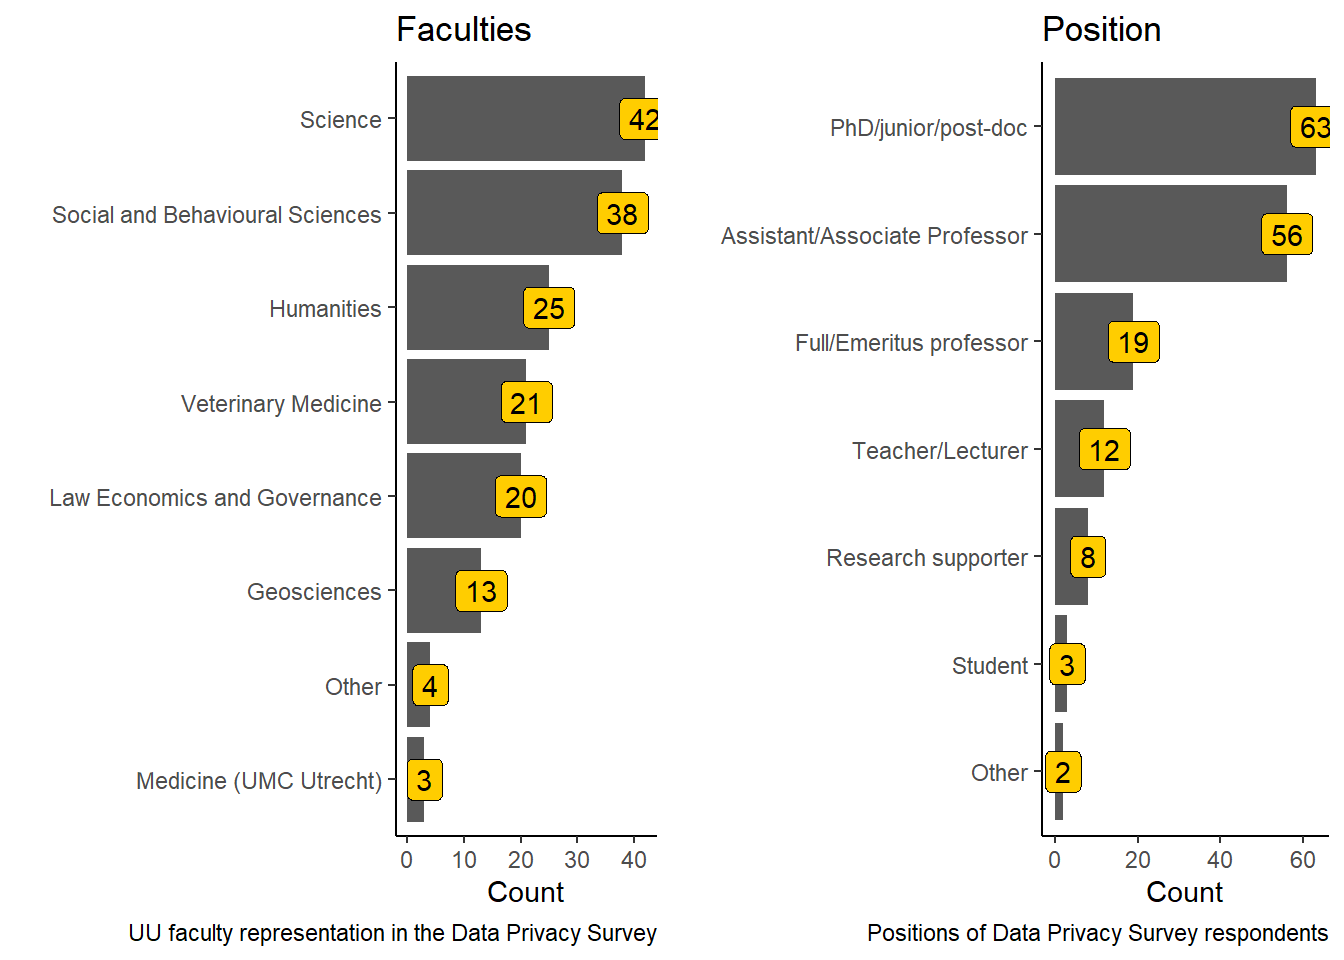 Faculties
Science 42
Social and Behavioural Sciences 38
Humanities 25
Veterinary Medicine 21
Law Economics and Governance 20
Geosciences 13
Other 4
Medicine (UMC Utrecht) 3
0 10 20 30 40
Count
UU faculty representation in the Data Privacy Survey
Position
PhD/junior/post-doc 63
Assistant/Associate Professor 56
Full/Emeritus professor 19
Teacher/Lecturer 12
Research supporter 8
Student 3
Other 2
0 20 40 60
Count
Positions of Data Privacy Survey respondents